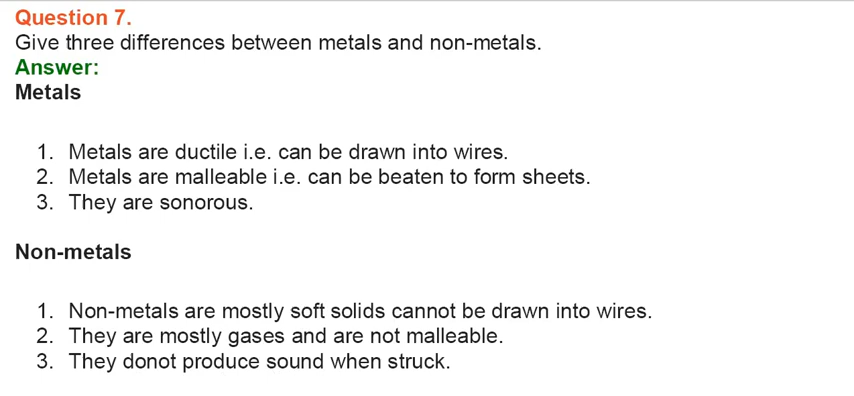 Question 7.
Give three differences between metals and non-metals.
Answer:
Metals
1. Metals are ductile i.e. can be drawn into wires.
2. Metals are malleable i.e. can be beaten to form sheets.
3. They are sonorous.
Non-metals
1. Non-metals are mostly soft solids cannot be drawn into wires.
2. They are mostly gases and are not malleable.
3. They donot produce sound when struck.